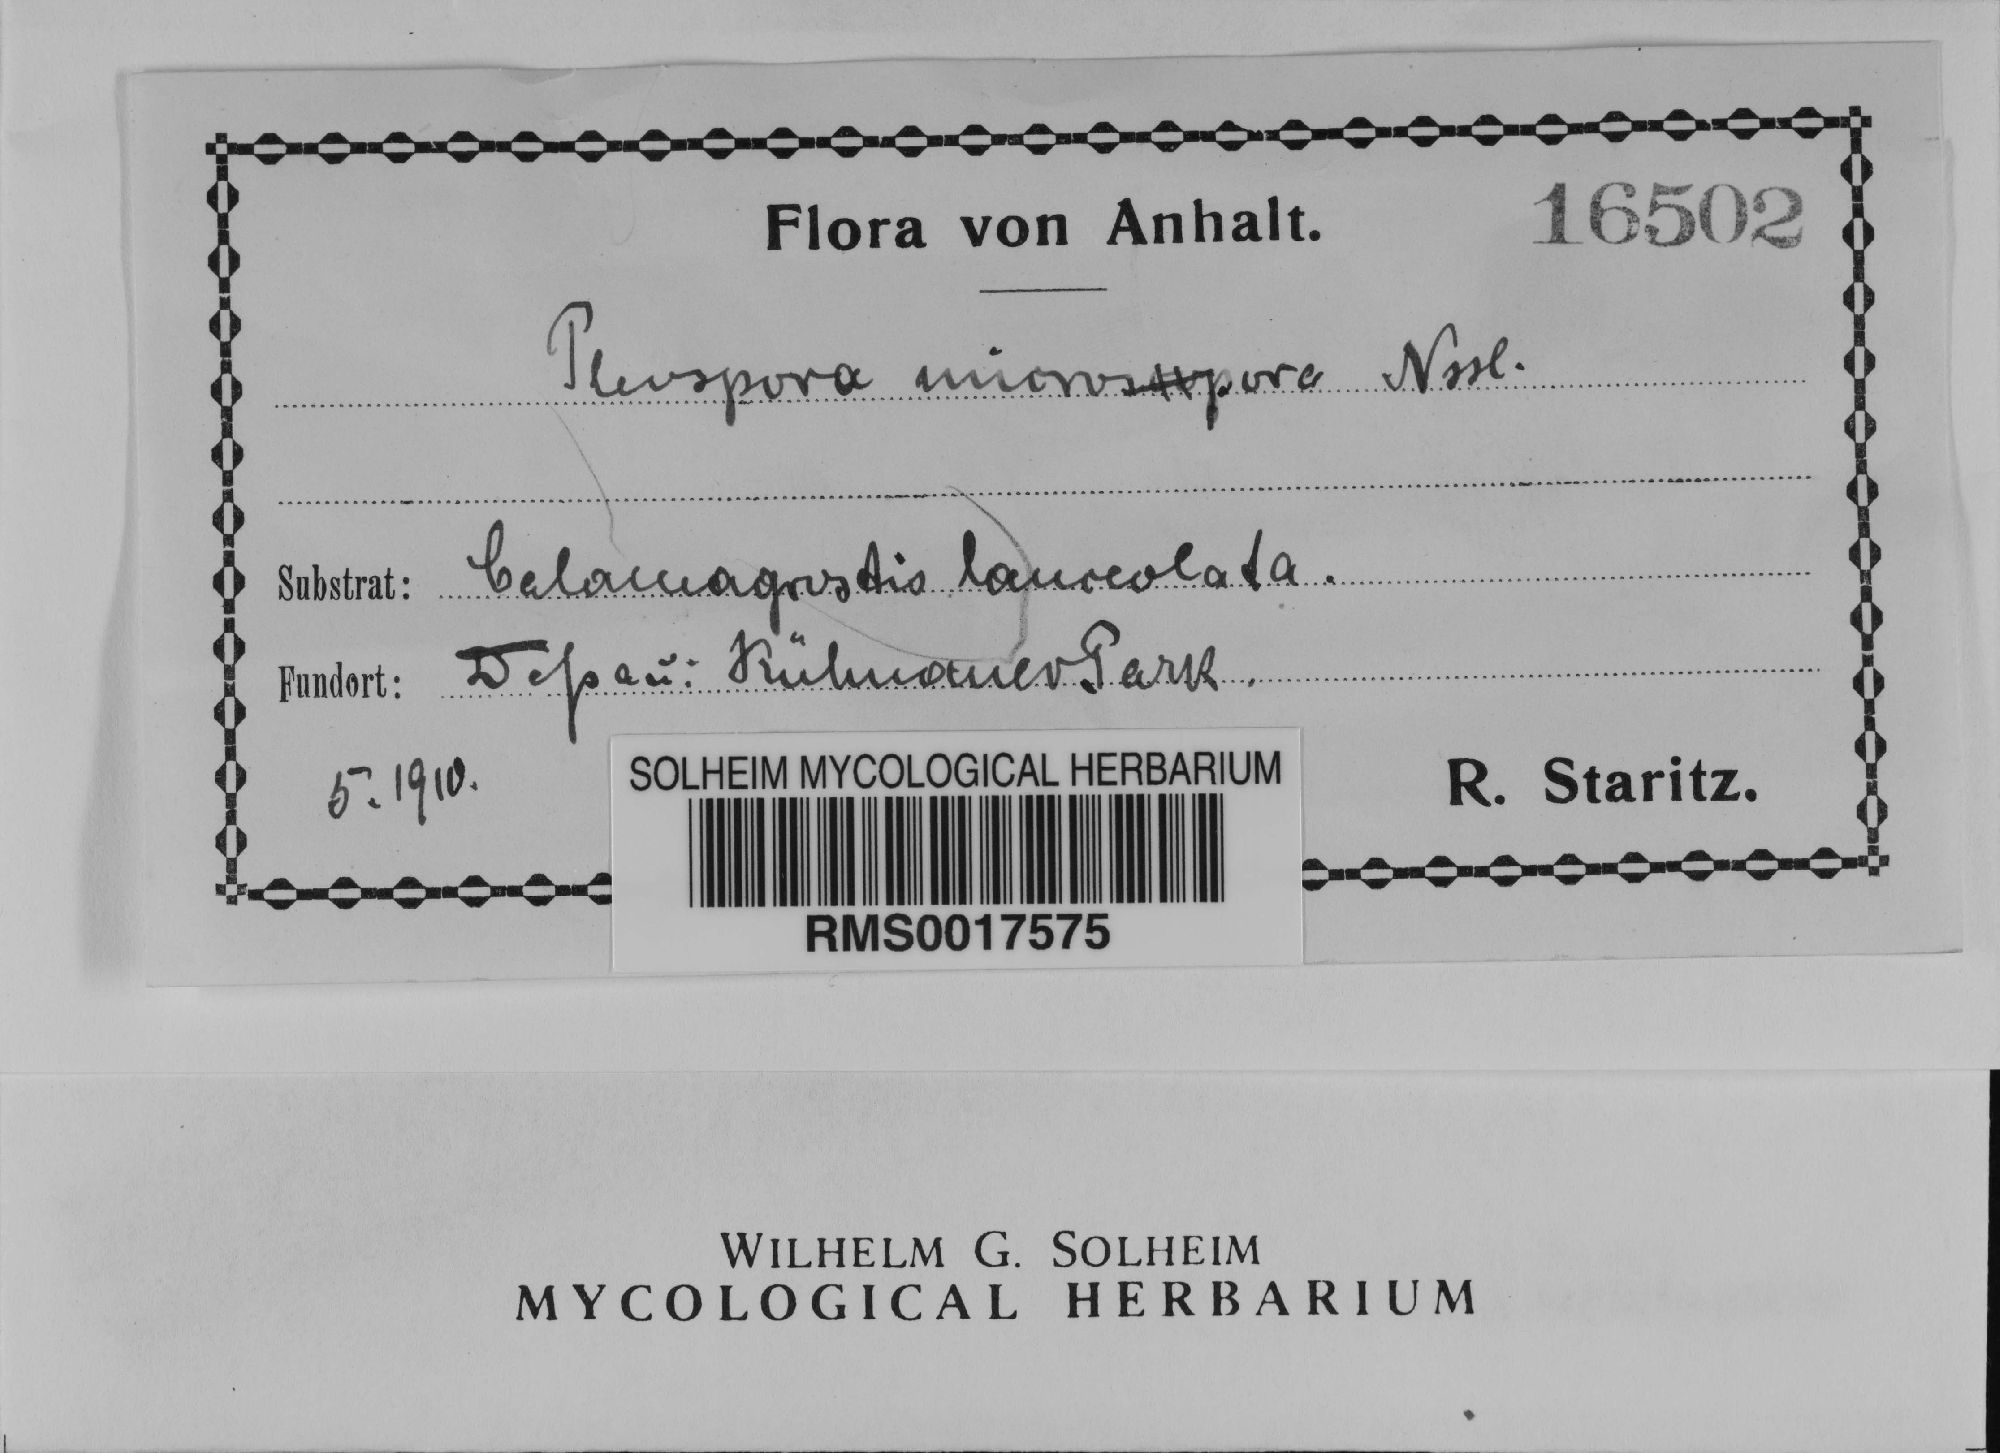 Flora von Anhalt.
16502
Pleospora microspora Nssl.
Substrat: Calamagrostis lanceolata.
Fundort: Deßau: Kühnauer Park.
5. 1910.
R. Staritz.
SOLHEIM MYCOLOGICAL HERBARIUM
RMS0017575
WILHELM G. SOLHEIM
MYCOLOGICAL HERBARIUM